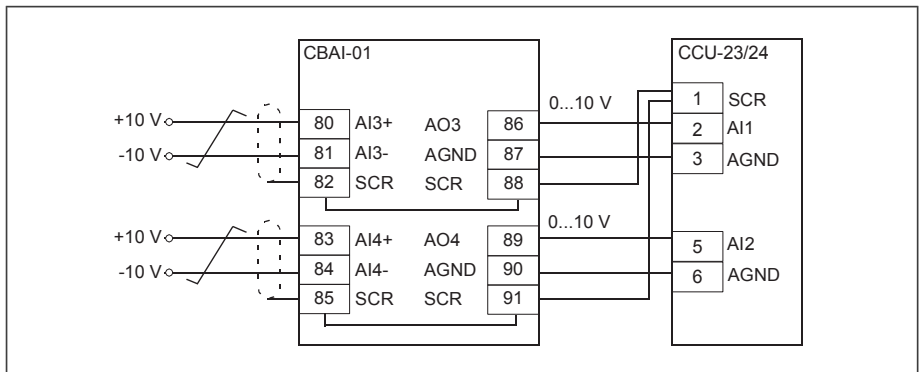 CBAI-01 CCU-23/24
0...10 V
1 SCR
+10 V 80 AI3+ AO3 86 2 AI1
-10 V 81 AI3- AGND 87 3 AGND
82 SCR SCR 88
0...10 V
+10 V 83 AI4+ AO4 89 5 AI2
-10 V 84 AI4- AGND 90 6 AGND
85 SCR SCR 91